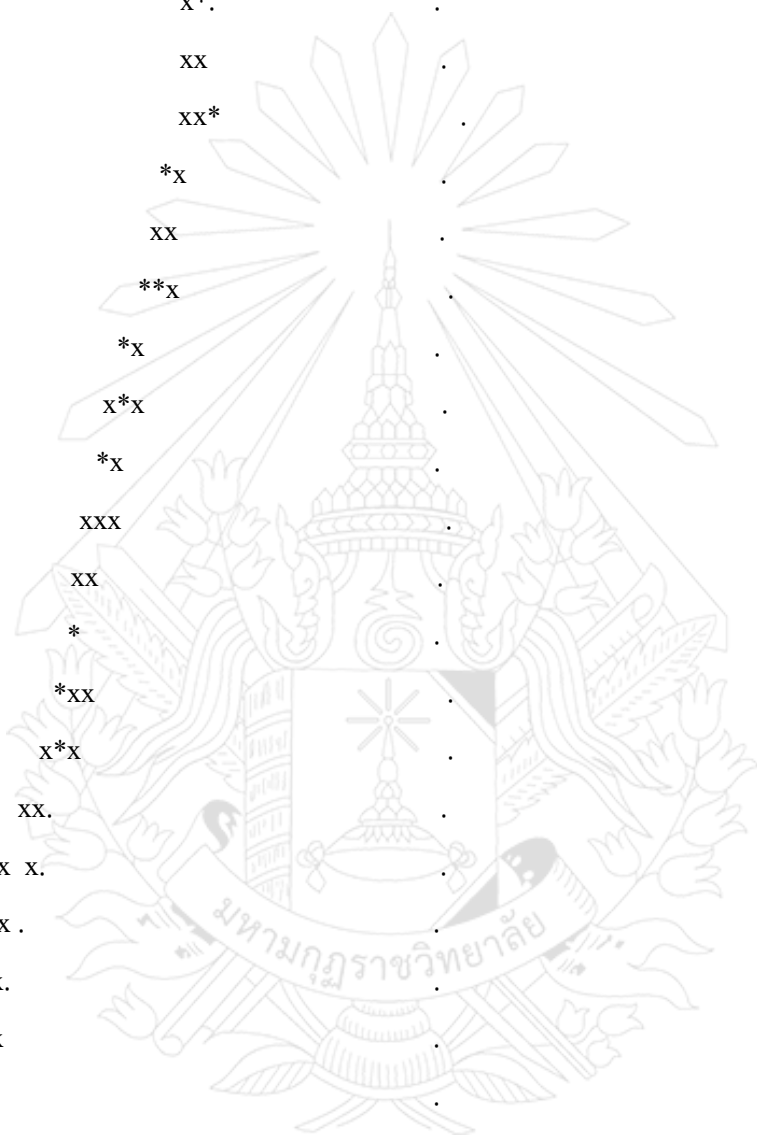 xx .
xx* .
*x .
xx .
**x .
*x .
x*x .
*x .
xxx .
xx .
* .
*xx .
x*x .
xx. .
x x. .
x . .
. .
.
.
มหามกุฏราชวิทยาลัย